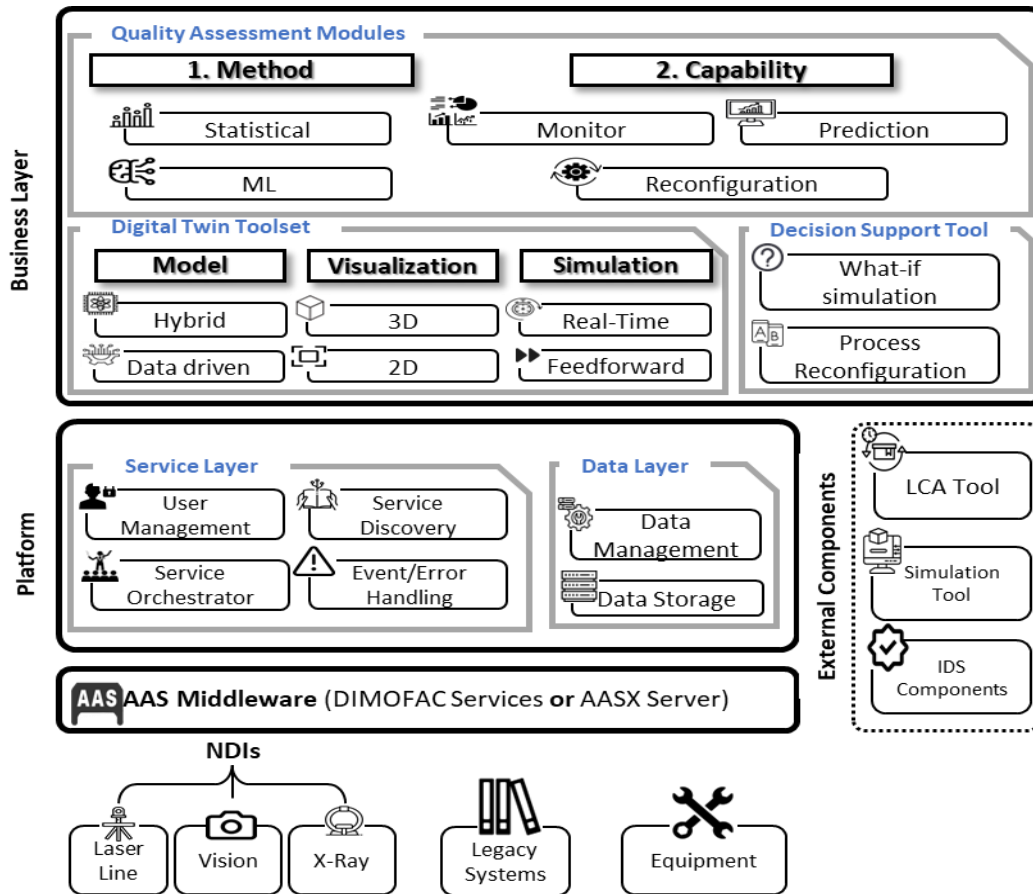 Business Layer
Quality Assessment Modules
1. Method
2. Capability
Statistical
Monitor
Prediction
ML
Reconfiguration
Digital Twin Toolset
Model
Visualization
Simulation
Hybrid
3D
Real-Time
Data driven
2D
Feedforward
Decision Support Tool
What-if
simulation
A B
Process
Reconfiguration
Platform
Service Layer
User
Management
Service
Discovery
Service
Orchestrator
Event/Error
Handling
Data Layer
Data
Management
Data Storage
External Components
LCA Tool
Simulation
Tool
IDS
Components
AAS AAS Middleware (DIMOFAC Services or AASX Server)
NDIs
Laser
Line
Vision
X-Ray
Legacy
Systems
Equipment